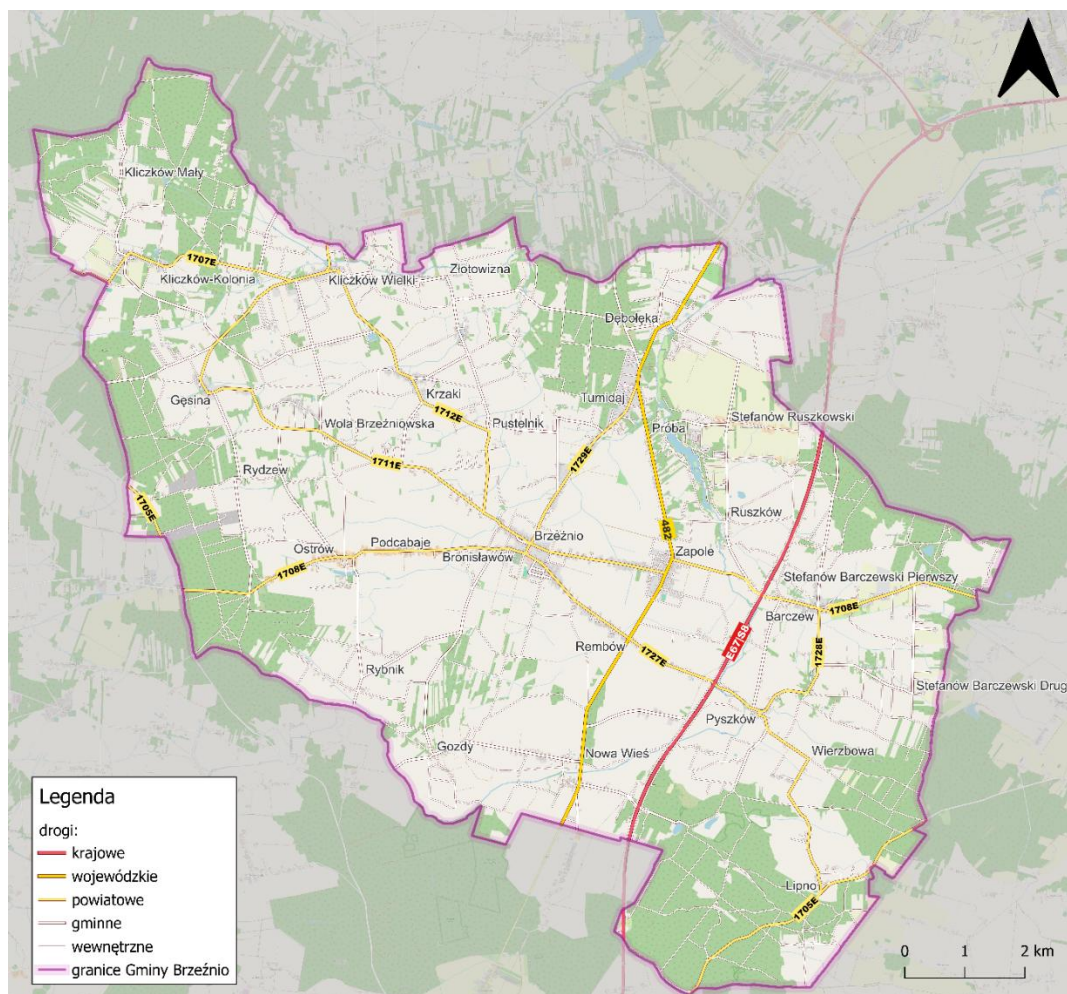 Kliczków Mały
1707E
Kliczków-Kolonia
Kliczków Wielki
Złotowizna
Dębołęka
Gęsina
Krzaki
1712E
Tumidaj
Próba
Stefanów Ruszkowski
Wola Brzeźniowska
Pustelnik
1729E
1711E
Rydzew
1705E
482
Ruszków
Ostrów
Podcabaje
Brzeźnio
Bronisławów
Zapole
1708E
Stefanów Barczewski Pierwszy
1708E
Barczew
Rembów
E67|S8
1728E
1727E
Rybnik
Stefanów Barczewski Drug
Pyszków
Gozdy
Nowa Wieś
Wierzbowa
Lipno
1705E
Legenda
drogi:
krajowe
wojewódzkie
powiatowe
gminne
wewnętrzne
granice Gminy Brzeźnio
0 1 2 km